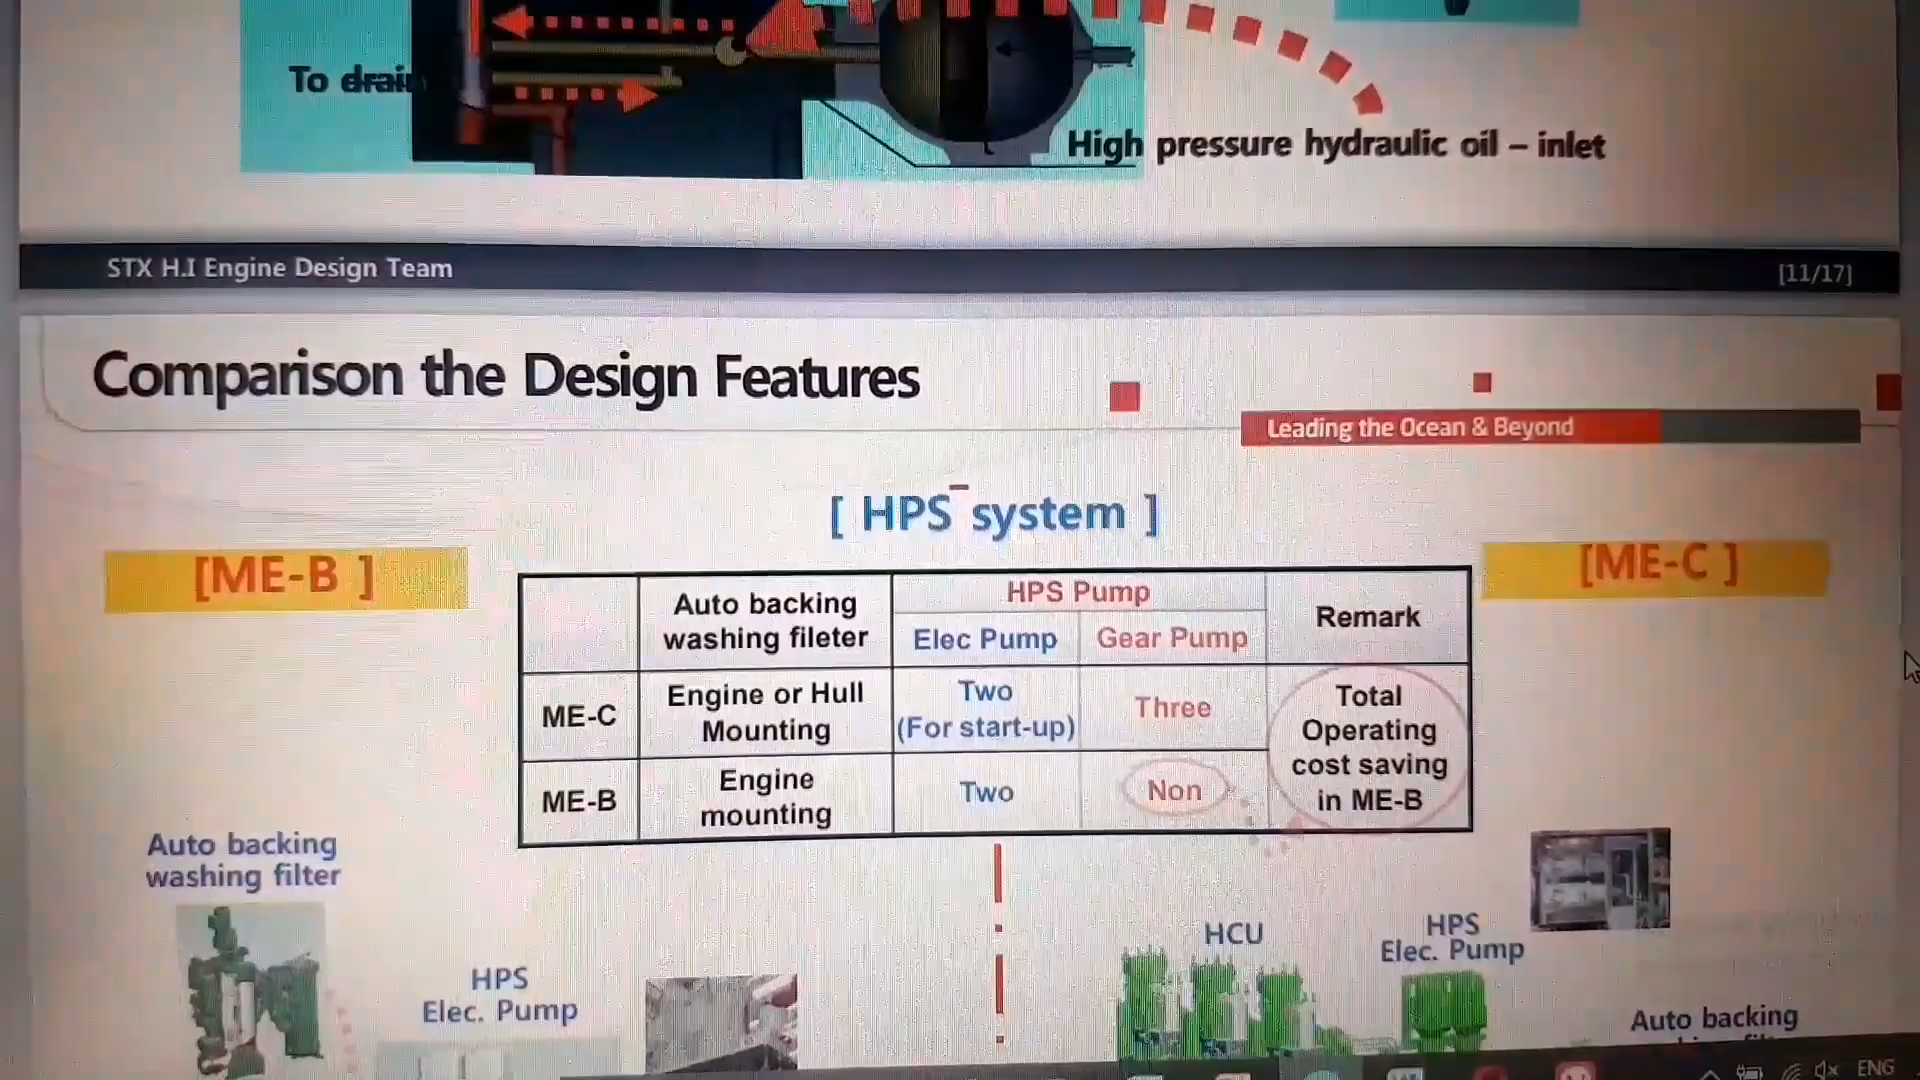 To drain
High pressure hydraulic oil – inlet
STX H.I Engine Design Team
[11/17]
Comparison the Design Features
Leading the Ocean & Beyond
[ HPS system ]
[ME-B ]
[ME-C ]
Auto backing
washing fileter
HPS Pump
Elec Pump
Gear Pump
Remark
ME-C
Engine or Hull
Mounting
Two
(For start-up)
Three
Total
Operating
cost saving
in ME-B
ME-B
Engine
mounting
Two
Non
Auto backing
washing filter
HPS
Elec. Pump
HCU
HPS
Elec. Pump
Auto backing
ENG